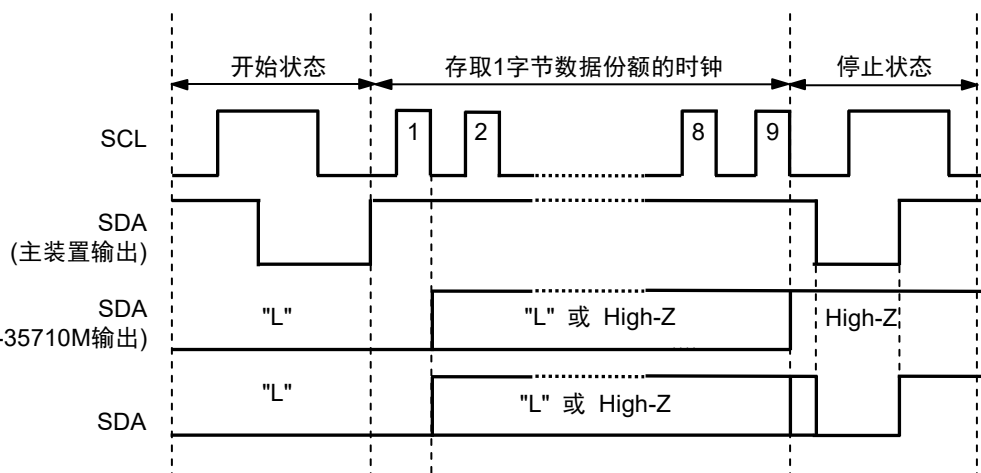 开始状态
存取1字节数据份额的时钟
停止状态
SCL
1
2
8
9
SDA
(主装置输出)
SDA
-35710M输出)
"L"
"L" 或 High-Z
High-Z
SDA
"L"
"L" 或 High-Z